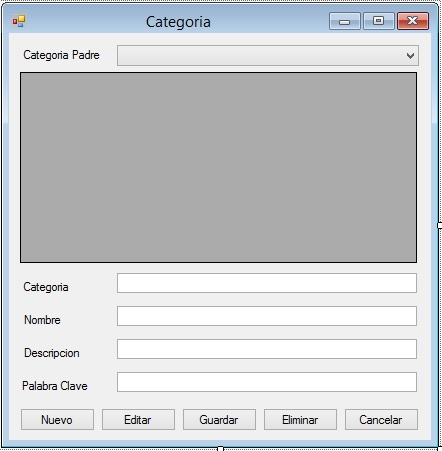 Categoria
Categoria Padre
Categoria
Nombre
Descripcion
Palabra Clave
Nuevo Editar Guardar Eliminar Cancelar